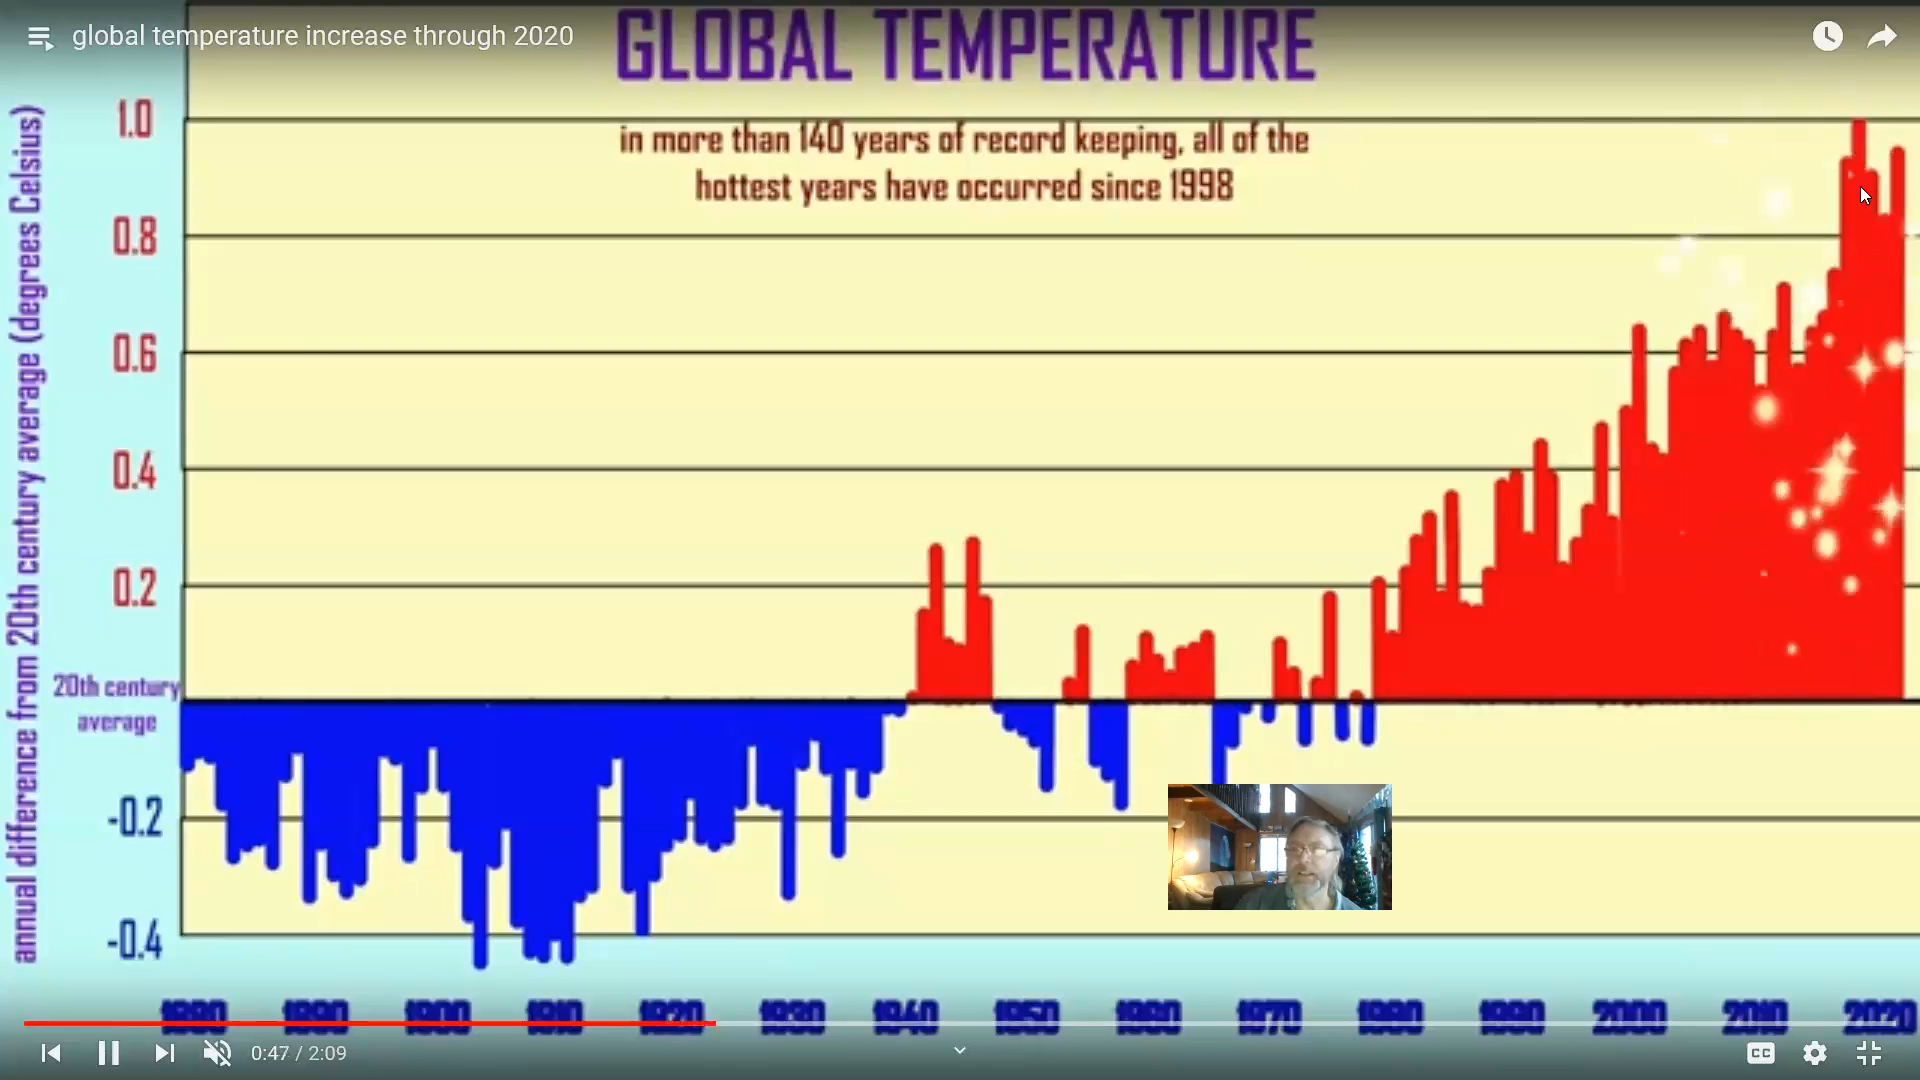 global temperature increase through 2020
GLOBAL TEMPERATURE
in more than 140 years of record keeping, all of the
hottest years have occurred since 1998
annual difference from 20th century average (degrees Celsius)
1.0
0.8
0.6
0.4
0.2
20th century
average
-0.2
-0.4
1880 1890 1900 1910 1920 1930 1940 1950 1960 1970 1980 1990 2000 2010 2020
0:47 / 2:09
CC